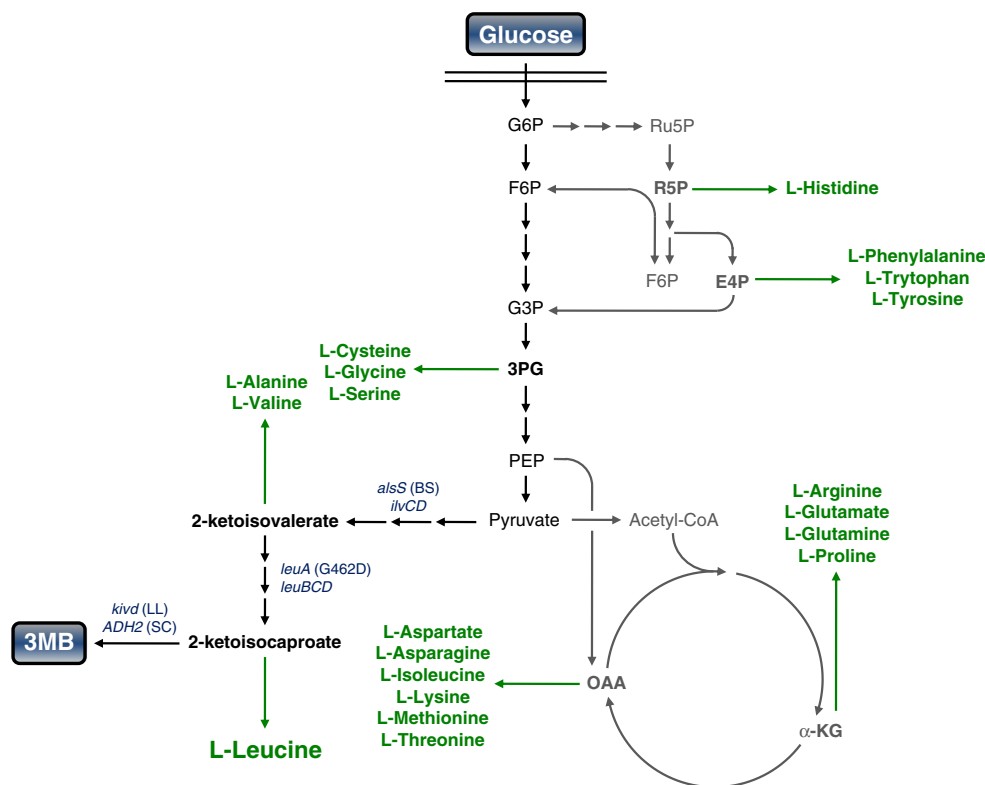 Glucose
G6P
Ru5P
F6P
R5P
L-Histidine
L-Phenylalanine
L-Trytophan
L-Tyrosine
F6P
E4P
G3P
L-Cysteine
L-Glycine
L-Serine
3PG
L-Alanine
L-Valine
PEP
alsS (BS)
ilvCD
2-ketoisovalerate
Pyruvate
Acetyl-CoA
L-Arginine
L-Glutamate
L-Glutamine
L-Proline
leuA (G462D)
leuBCD
kivd (LL)
ADH2 (SC)
3MB
2-ketoisocaproate
L-Aspartate
L-Asparagine
L-Isoleucine
L-Lysine
L-Methionine
L-Threonine
OAA
α-KG
L-Leucine